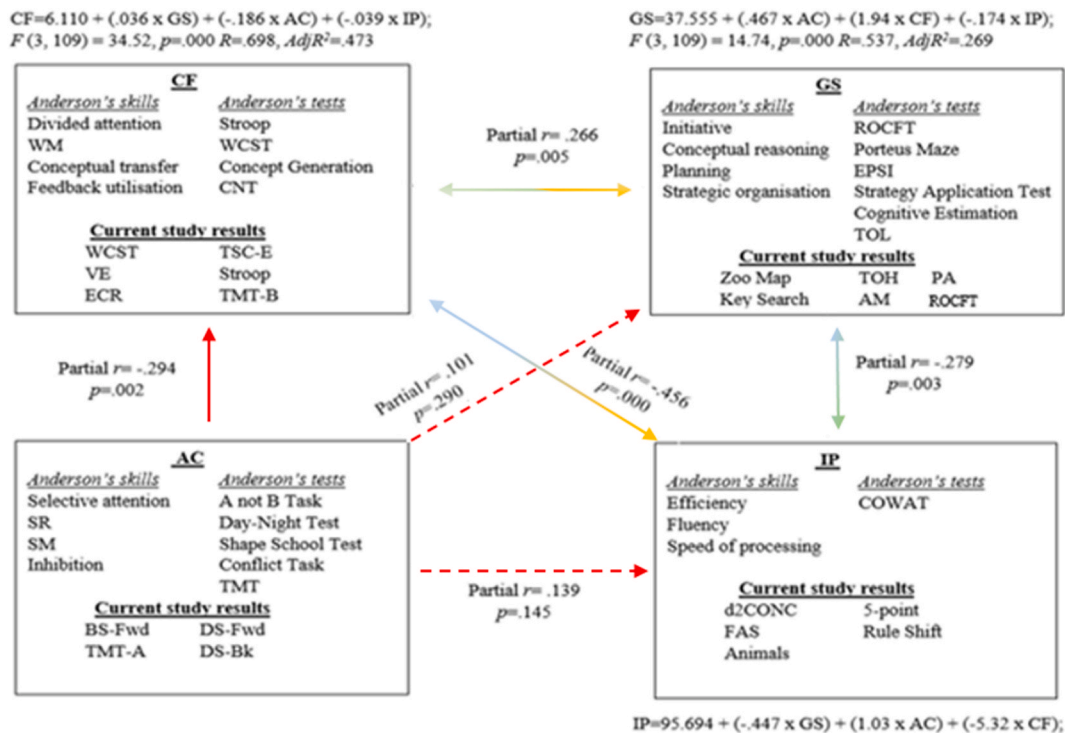 CF=6.110 + (.036 x GS) + (-.186 x AC) + (-.039 x IP);
F (3, 109) = 34.52, p=.000 R=.698, AdjR²=.473
GS=37.555 + (.467 x AC) + (1.94 x CF) + (-.174 x IP);
F (3, 109) = 14.74, p=.000 R=.537, AdjR²=.269
CF
Anderson's skills Anderson's tests
Divided attention Stroop
WM WCST
Conceptual transfer Concept Generation
Feedback utilisation CNT
Current study results
WCST TSC-E
VE Stroop
ECR TMT-B
Partial r= .266
p=.005
GS
Anderson's skills Anderson's tests
Initiative ROCFT
Conceptual reasoning Porteus Maze
Planning EPSI
Strategic organisation Strategy Application Test
Cognitive Estimation
TOL
Current study results
Zoo Map TOH PA
Key Search AM ROCFT
Partial r= -.294
p=.002
Partial r= .101
p=.290
Partial r= -.456
p=.000
Partial r= -.279
p=.003
AC
Anderson's skills Anderson's tests
Selective attention A not B Task
SR Day-Night Test
SM Shape School Test
Inhibition Conflict Task
TMT
Current study results
BS-Fwd DS-Fwd
TMT-A DS-Bk
Partial r= .139
p=.145
IP
Anderson's skills Anderson's tests
Efficiency COWAT
Fluency
Speed of processing
Current study results
d2CONC 5-point
FAS Rule Shift
Animals
IP=95.694 + (-.447 x GS) + (1.03 x AC) + (-5.32 x CF);